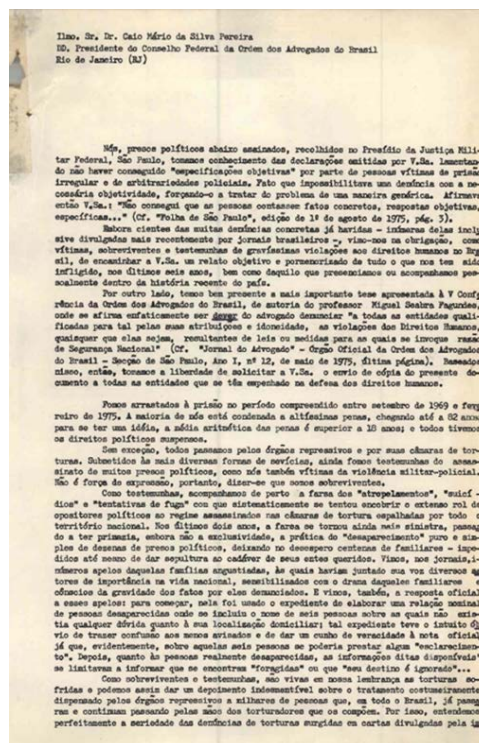 Ilmo. Sr. Dr. Caio Mário da Silva Pereira
DD. Presidente do Conselho Federal da Ordem dos Advogados do Brasil
Rio de Janeiro (RJ)
Nós, presos políticos abaixo assinados, recolhidos no Presídio da Justiça Mili-
tar Federal, São Paulo, tomamos conhecimento das declarações emitidas por V.Sa. lamentan-
do não haver conseguido "especificações objetivas" por parte de pessoas vítimas de prisão
irregular e de arbitrariedades policiais. Fato que impossibilitava uma denúncia com a ne-
cessária objetividade, forçando-o a tratar do problema de uma maneira genérica. Afirmava
então V.Sa.: "Não consegui que as pessoas contassem fatos concretos, respostas objetivas,
específicas..." (Cf. "Folha de São Paulo", edição de 1º de agosto de 1975, pág. 3).
Embora cientes das muitas denúncias concretas já havidas – inúmeras delas incl
sive divulgadas mais recentemente por jornais brasileiros –, vimo-nos na obrigação, como
vítimas, sobreviventes e testemunhas de gravíssimas violações aos direitos humanos no Br
sil, de encaminhar a V.Sa. um relato objetivo e pormenorizado de tudo o que nos tem sido
infligido, nos últimos seis anos, bem como daquilo que presenciamos ou acompanhamos pes-
soalmente dentro da história recente do país.
Por outro lado, temos bem presente a mais importante tese apresentada à V Conf
rência da Ordem dos Advogados do Brasil, de autoria do professor Miguel Seabra Fagundes,
onde se afirma enfaticamente ser dever do advogado denunciar "a todas as entidades quali-
ficadas para tal pelas suas atribuições e idoneidade, as violações dos Direitos Humanos,
quaisquer que elas sejam, resultantes de leis ou medidas para as quais se invoque razão
de Segurança Nacional" (Cf. "Jornal do Advogado" – Órgão Oficial da Ordem dos Advogados
do Brasil – Secção de São Paulo, Ano I, nº 12, de maio de 1975, última página). Baseados
nisso, então, tomamos a liberdade de solicitar a V.Sa. o envio de cópia do presente do-
cumento a todas as entidades que se têm empenhado na defesa dos direitos humanos.
Fomos arrastados à prisão no período compreendido entre setembro de 1969 e feve
reiro de 1975. A maioria de nós está condenada a altíssimas penas, chegando até a 82 anos
para se ter uma idéia, a média aritmética das penas é superior a 18 anos; e todos tivemos
os direitos políticos suspensos.
Sem exceção, todos passamos pelos órgãos repressivos e por suas câmaras de tor-
turas. Submetidos às mais diversas formas de sevícias, ainda fomos testemunhas do assas-
sinato de muitos presos políticos, como nós também vítimas da violência militar-policial.
Não é força de expressão, portanto, dizer-se que somos sobreviventes.
Como testemunhas, acompanhamos de perto a farsa dos "atropelamentos", "suicí-
dios" e "tentativas de fuga" com que sistematicamente se tentou encobrir o extenso rol de
opositores políticos ao regime assassinados nas câmaras de tortura espalhadas por todo o
território nacional. Nos últimos dois anos, a farsa se tornou ainda mais sinistra, passan
do a ter primazia, embora não a exclusividade, a prática do "desaparecimento" puro e sim-
ples de dezenas de presos políticos, deixando no desespero centenas de familiares – impe-
didos até mesmo de dar sepultura ao cadáver de seus entes queridos. Vimos, nos jornais, i-
números apelos daquelas famílias angustiadas, às quais haviam juntado sua voz diversos se
tores de importância na vida nacional, sensibilizados com o drama daqueles familiares
cônscios da gravidade dos fatos por eles denunciados. E vimos, também, a resposta oficial
a esses apelos: para começar, nela foi usado o expediente de elaborar uma relação nominal
de pessoas desaparecidas onde se incluiu o nome de seis pessoas sobre as quais não exis-
tia qualquer dúvida quanto à sua localização domiciliar; tal expediente teve o intuito ób
vio de trazer confusão aos menos avisados e de dar um cunho de veracidade à nota oficial
já que, evidentemente, sobre aquelas seis pessoas se poderia prestar algum "esclarecimen-
to". Depois, quanto às pessoas realmente desaparecidas, as informações ditas disponíveis
se limitavam a informar que se encontram "foragidas" ou que "seu destino é ignorado"...
Como sobreviventes e testemunhas, são vivas em nossa lembrança as torturas so-
fridas e podemos assim dar um depoimento indesmentível sobre o tratamento costumeiramente
dispensado pelos órgãos repressivos a milhares de pessoas que, em todo o Brasil, já passa
ram e continuam passando pelas mãos dos torturadores que os compõem. Por isso, entendemos
perfeitamente a seriedade das denúncias de torturas surgidas em cartas divulgadas pela i